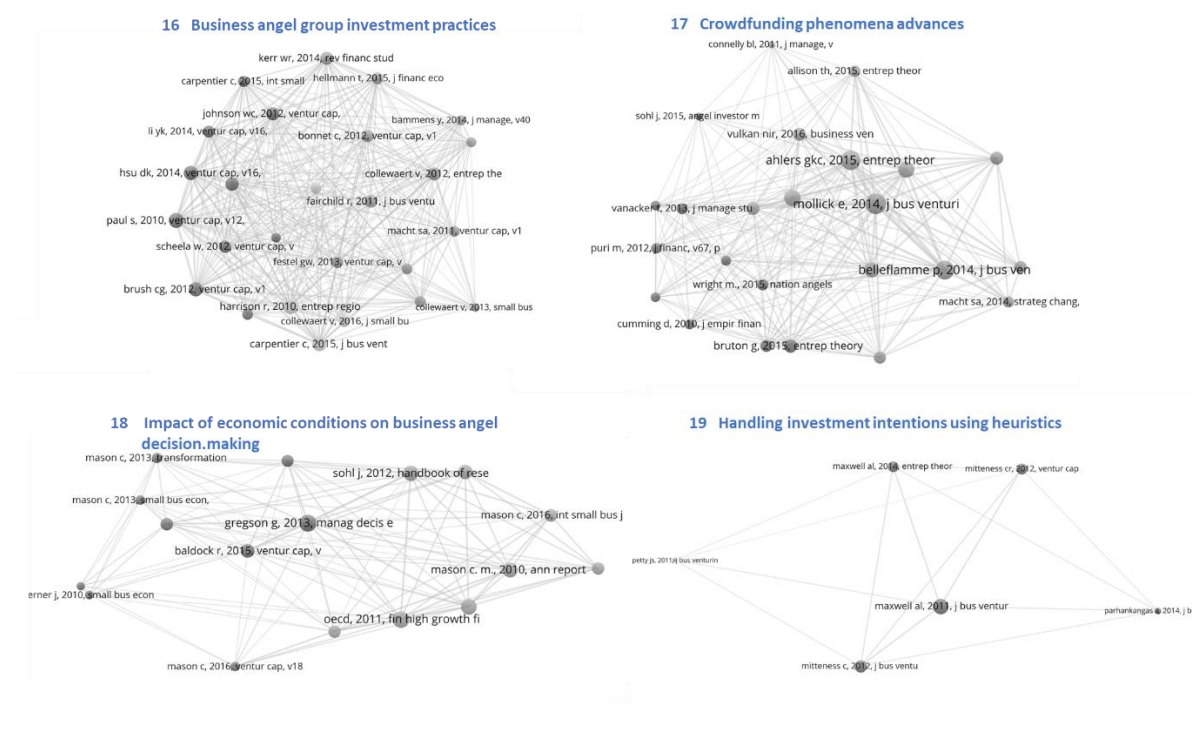 16 Business angel group investment practices
kerr wr, 2014, rev financ stud
carpentier c, 2015, int small
hellmann t, 2015, j financ eco
johnson wc, 2012, ventur cap,
bammens y, 2014, j manage, v40
li yk, 2014, ventur cap, v16,
bonnet c, 2012, ventur cap, v1
hsu dk, 2014, ventur cap, v16,
collewaert v, 2012, entrep the
fairchild r, 2011, j bus ventu
paul s, 2010, ventur cap, v12,
macht sa, 2011, ventur cap, v1
scheela w, 2012, ventur cap, v
festel gw, 2013, ventur cap, v
brush cg, 2012, ventur cap, v1
harrison r, 2010, entrep regio
collewaert v, 2013, small bus
collewaert v, 2016, j small bu
carpentier c, 2015, j bus vent
17 Crowdfunding phenomena advances
connelly bl, 2011, j manage, v
allison th, 2015, entrep theor
sohl j, 2015, angel investor m
vulkan nir, 2016, business ven
ahlers gkc, 2015, entrep theor
mollick e, 2014, j bus venturi
vanacker t, 2013, j manage stu
puri m, 2012, j financ, v67, p
belleflamme p, 2014, j bus ven
wright m., 2015, nation angels
macht sa, 2014, strateg chang,
cumming d, 2010, j empir finan
bruton g, 2015, entrep theory
18 Impact of economic conditions on business angel
decision.making
mason c, 2013, transformation
sohl j, 2012, handbook of rese
mason c, 2013, small bus econ,
mason c, 2016, int small bus j
gregson g, 2013, manag decis e
baldock r, 2015, ventur cap, v
mason c. m., 2010, ann report
erner j, 2010, small bus econ
oecd, 2011, fin high growth fi
mason c, 2016, ventur cap, v18
19 Handling investment intentions using heuristics
maxwell al, 2014, entrep theor
mitteness cr, 2012, ventur cap
petty js, 2011, j bus venturin
maxwell al, 2011, j bus ventur
parhankangas a, 2014, j b
mitteness c, 2012, j bus ventu